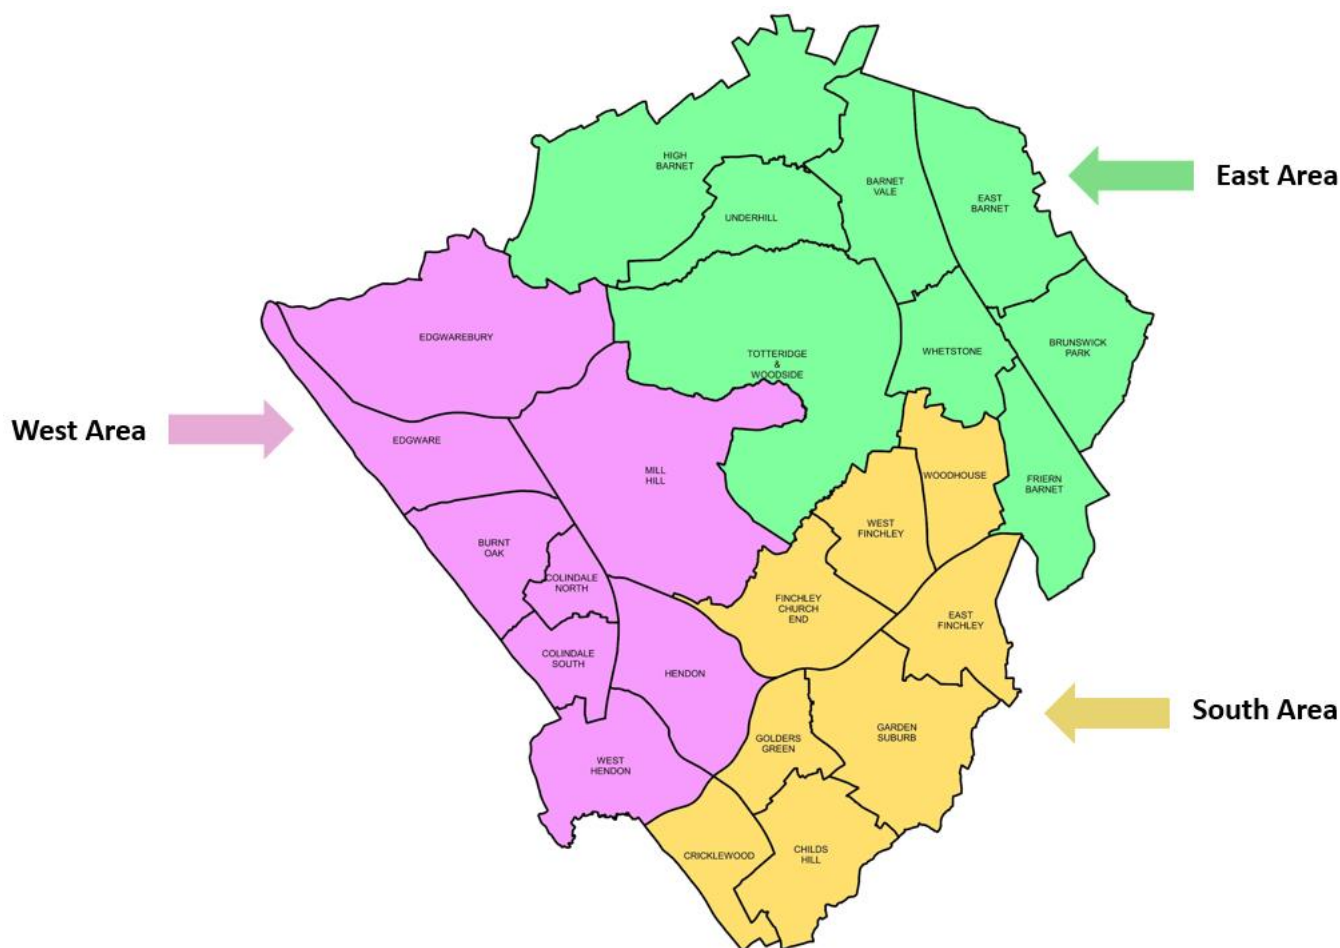 HIGH
BARNET
East Area
BARNET
VALE
EAST
BARNET
UNDERHILL
EDGWAREBURY
TOTTERIDGE
&
WOODSIDE
WHETSTONE
BRUNSWICK
PARK
West Area
EDGWARE
MILL
HILL
WOODHOUSE
FRIERN
BARNET
WEST
FINCHLEY
BURNT
OAK
COLINDALE
NORTH
FINCHLEY
CHURCH
END
EAST
FINCHLEY
COLINDALE
SOUTH
HENDON
South Area
GARDEN
SUBURB
GOLDERS
GREEN
WEST
HENDON
CRICKLEWOOD
CHILDS
HILL